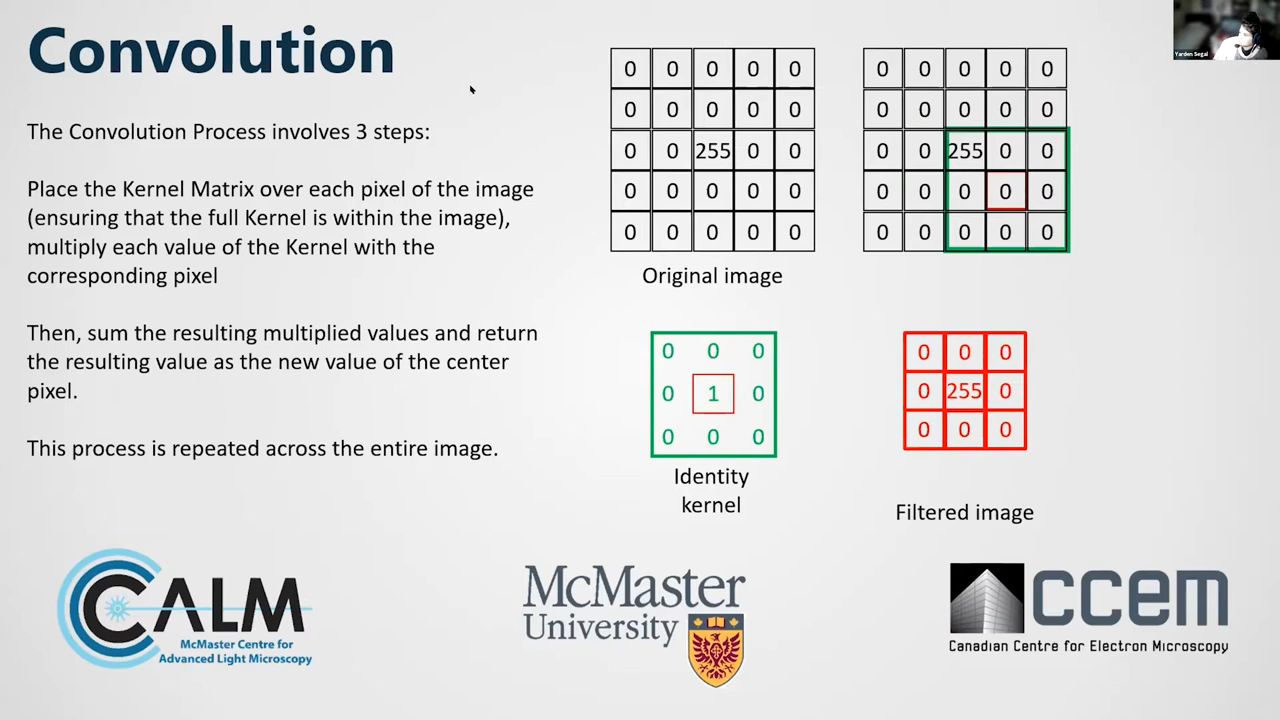 Convolution
The Convolution Process involves 3 steps:
Place the Kernel Matrix over each pixel of the image
(ensuring that the full Kernel is within the image),
multiply each value of the Kernel with the
corresponding pixel
Then, sum the resulting multiplied values and return
the resulting value as the new value of the center
pixel.
This process is repeated across the entire image.
0 0 0 0 0
0 0 0 0 0
0 0 255 0 0
0 0 0 0 0
0 0 0 0 0
Original image
0 0 0 0 0
0 0 0 0 0
0 0 255 0 0
0 0 0 0 0
0 0 0 0 0
0 0 0
0 1 0
0 0 0
Identity
kernel
0 0 0
0 255 0
0 0 0
Filtered image
Yarden Segal
CALM
McMaster Centre for
Advanced Light Microscopy
McMaster
University
ccem
Canadian Centre for Electron Microscopy